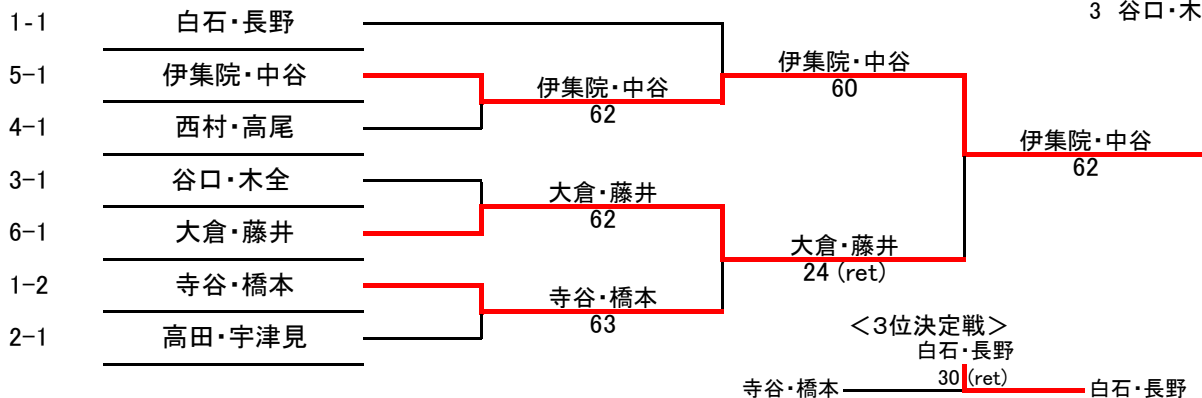 3 谷口・木
1-1 白石・長野
5-1 伊集院・中谷
4-1 西村・高尾
3-1 谷口・木全
6-1 大倉・藤井
1-2 寺谷・橋本
2-1 高田・宇津見
伊集院・中谷
62
大倉・藤井
62
寺谷・橋本
63
伊集院・中谷
60
大倉・藤井
24 (ret)
伊集院・中谷
62
＜3位決定戦＞
白石・長野
30 (ret)
寺谷・橋本 白石・長野